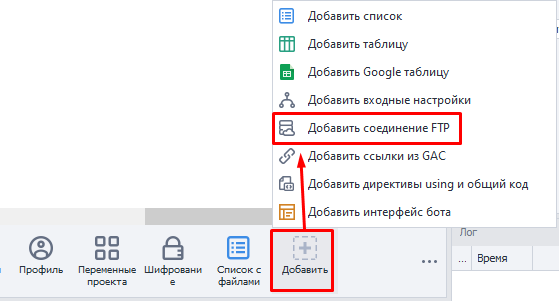 Добавить список
Добавить таблицу
Добавить Google таблицу
Добавить входные настройки
Добавить соединение FTP
Добавить ссылки из GAC
Добавить директивы using и общий код
Добавить интерфейс бота
Лог
... Время
Профиль
Переменные
проекта
Шифровани
е
Список с
файлами
Добавить
...